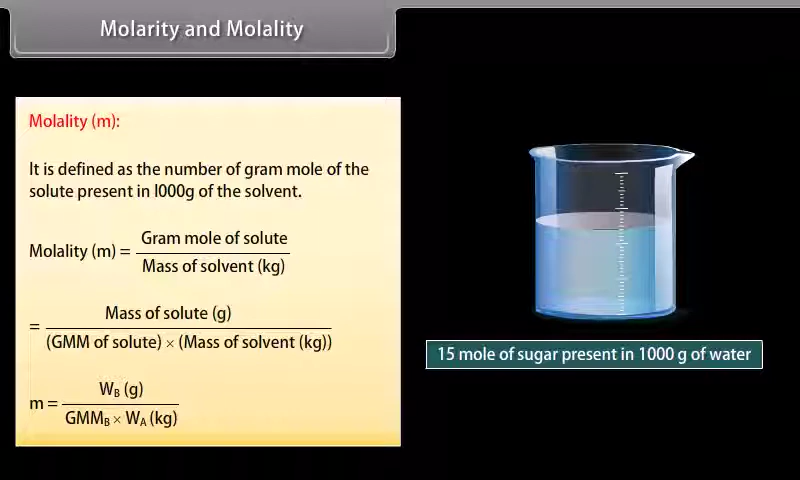 Molarity and Molality
Molality (m):
It is defined as the number of gram mole of the
solute present in l000g of the solvent.
Molality (m) = Gram mole of solute
Mass of solvent (kg)
= Mass of solute (g)
(GMM of solute) × (Mass of solvent (kg))
m = W_B (g)
GMM_B × W_A (kg)
15 mole of sugar present in 1000 g of water